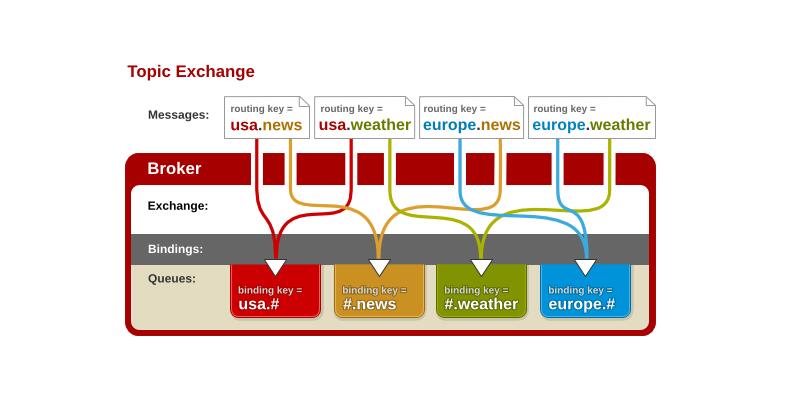 Topic Exchange
Messages:
routing key =
usa.news
routing key =
usa.weather
routing key =
europe.news
routing key =
europe.weather
Broker
Exchange:
Bindings:
Queues:
binding key =
usa.#
binding key =
#.news
binding key =
#.weather
binding key =
europe.#